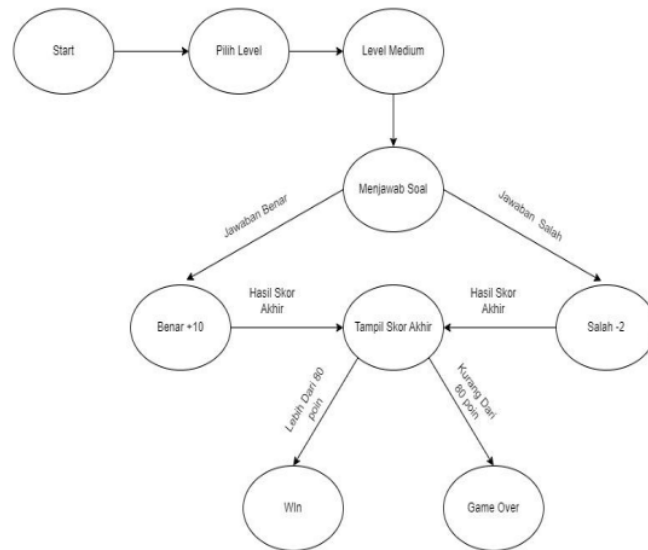 Start
Pilih Level
Level Medium
Menjawab Soal
Jawaban Benar
Jawaban Salah
Benar +10
Hasil Skor
Akhir
Tampil Skor Akhir
Hasil Skor
Akhir
Salah -2
Lebih Dari 80
poin
Kurang Dari
60 poin
WIn
Game Over